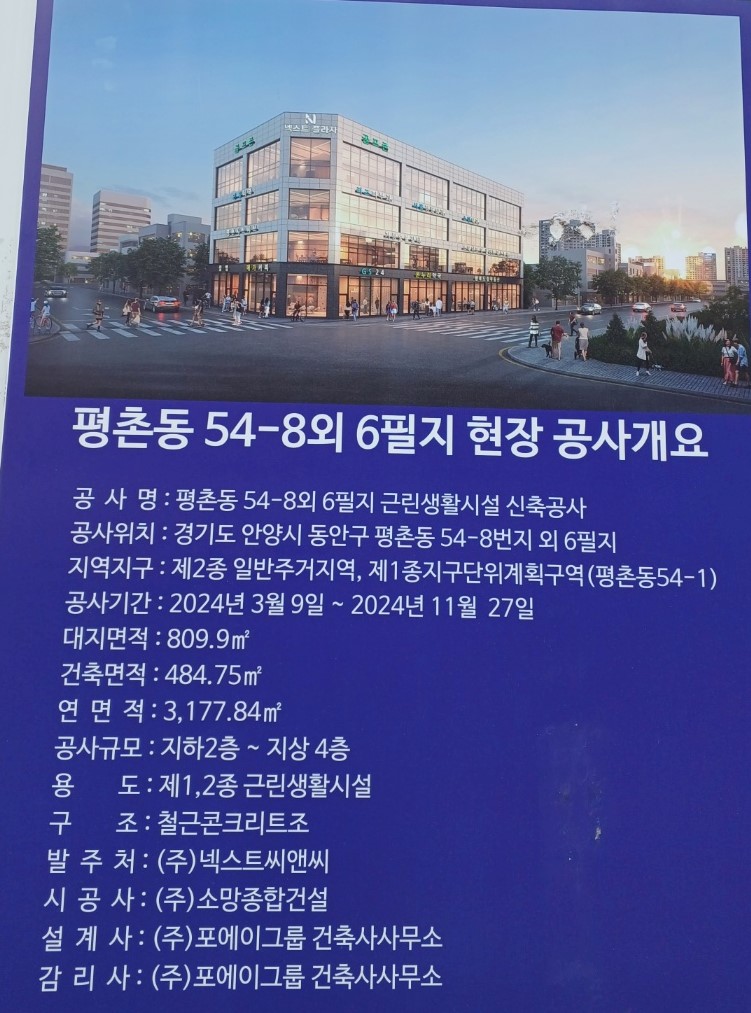 N
넥스트 플라자
GS24
평촌동 54-8외 6필지 현장 공사개요
공 사 명 : 평촌동 54-8외 6필지 근린생활시설 신축공사
공사위치 : 경기도 안양시 동안구 평촌동 54-8번지 외 6필지
지역지구 : 제2종 일반주거지역, 제1종지구단위계획구역(평촌동54-1)
공사기간 : 2024년 3월 9일 ~ 2024년 11월 27일
대지면적 : 809.9㎡
건축면적 : 484.75㎡
연 면 적 : 3,177.84㎡
공사규모 : 지하2층 ~ 지상 4층
용 도 : 제1,2종 근린생활시설
구 조 : 철근콘크리트조
발 주 처 : (주)넥스트씨앤씨
시 공 사 : (주)소망종합건설
설 계 사 : (주)포에이그룹 건축사사무소
감 리 사 : (주)포에이그룹 건축사사무소